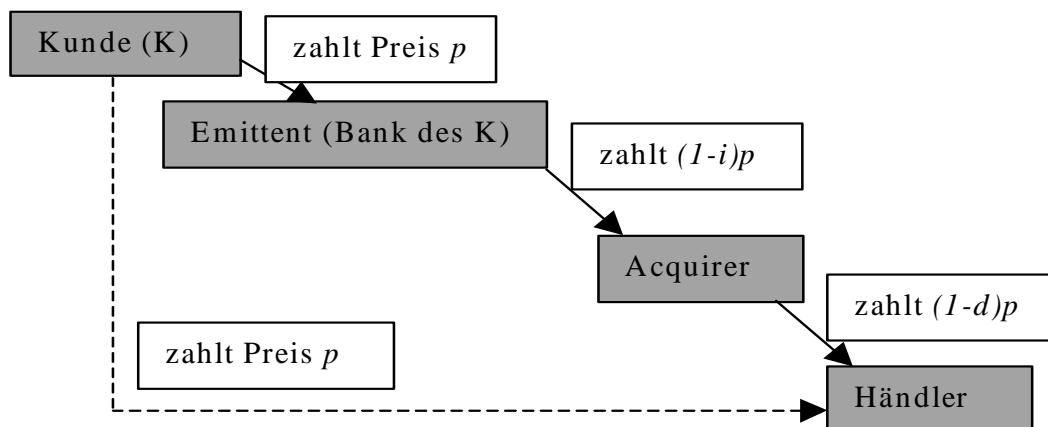 Kunde (K)
zahlt Preis p
Emittent (Bank des K)
zahlt (1-i)p
Acquirer
zahlt (1-d)p
zahlt Preis p
Händler